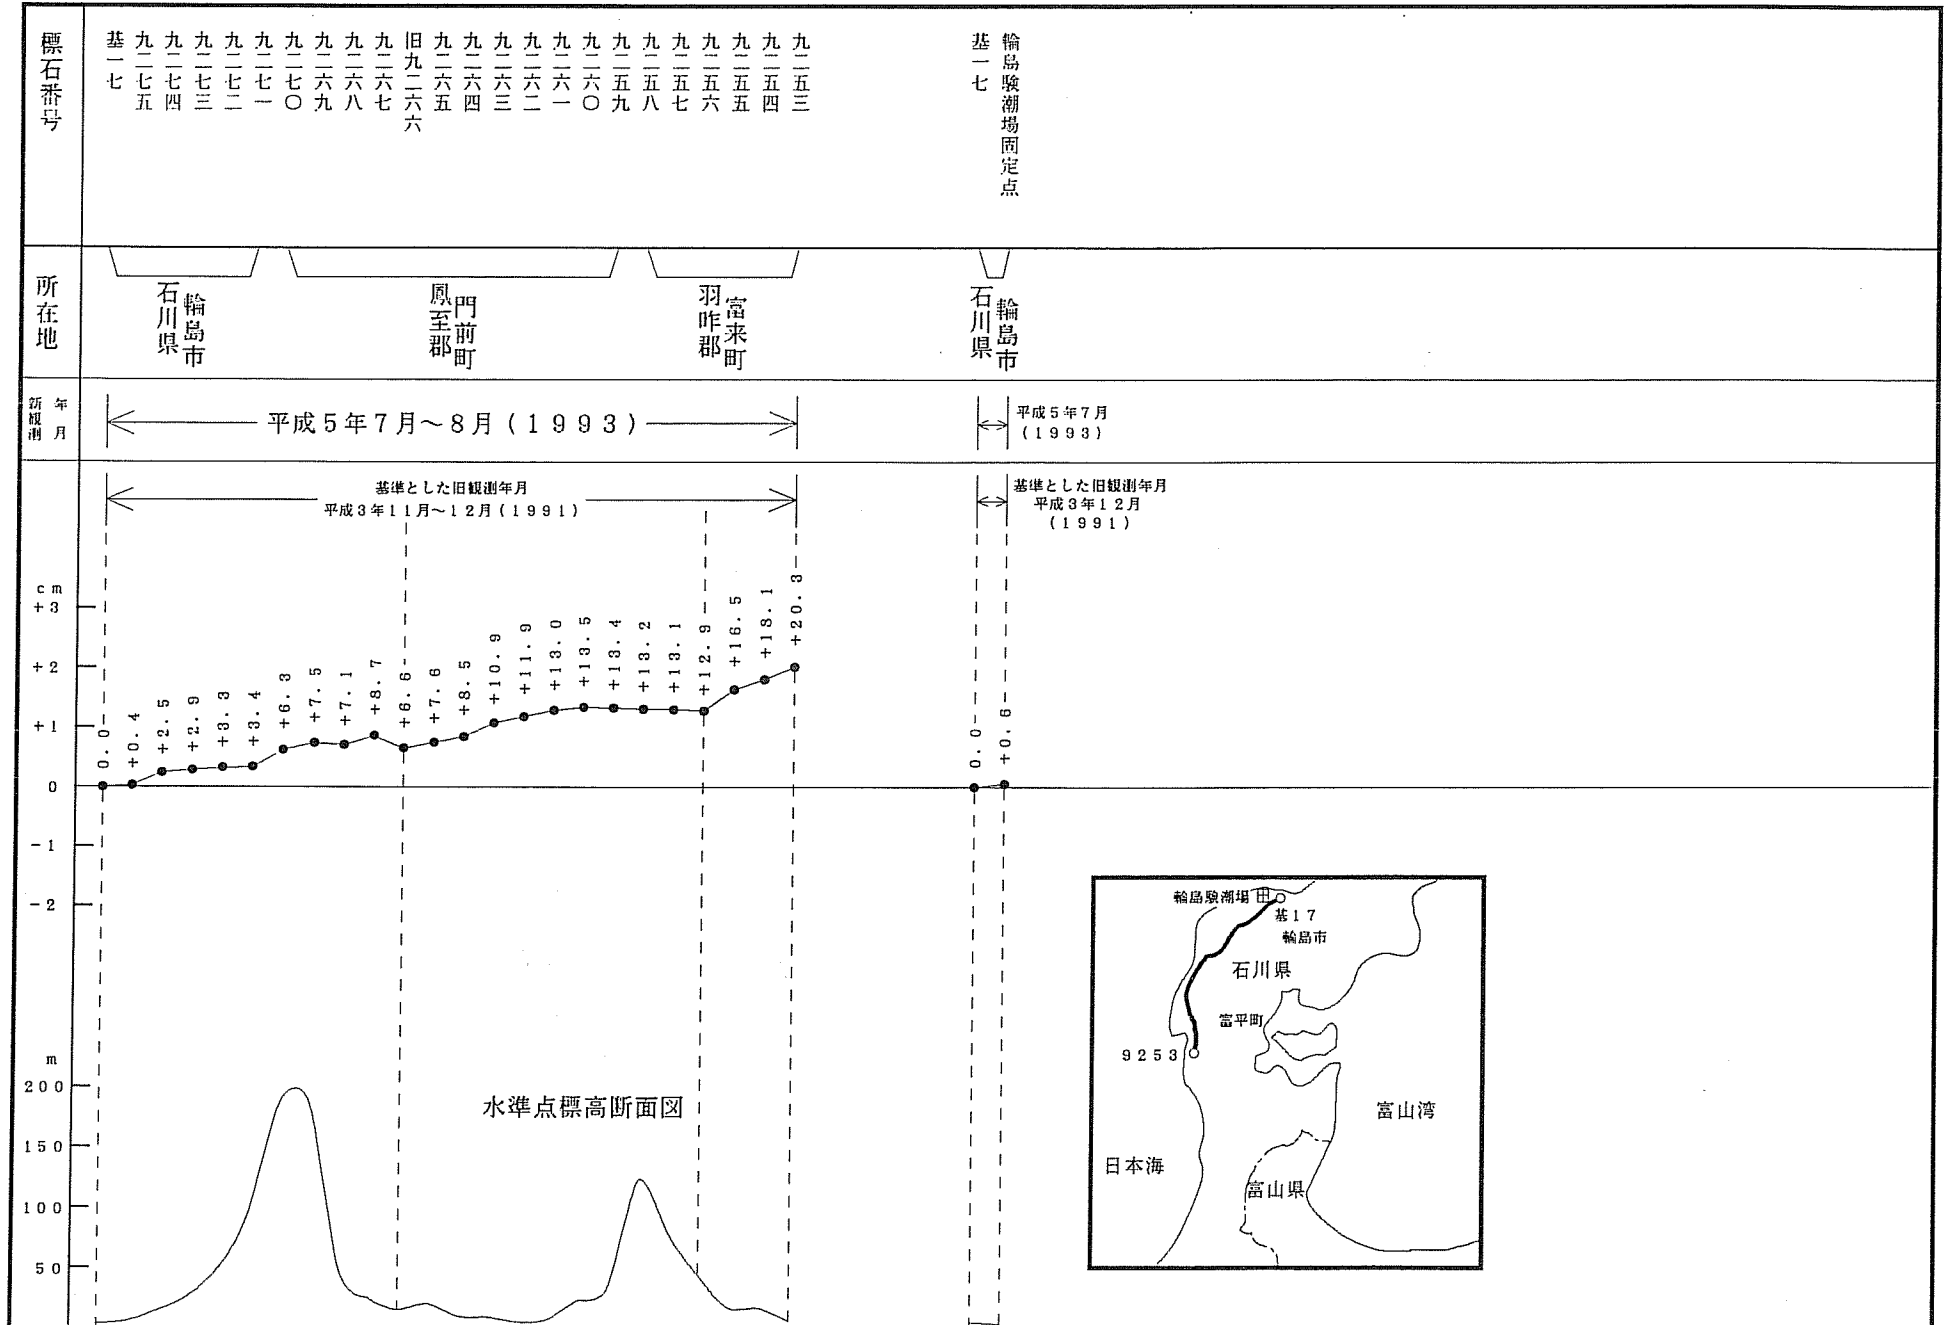 標石番号
基一七
九二七五
九二七四
九二七三
九二七二
九二七一
九二七〇
九二六九
九二六八
九二六七
旧九二六六
九二六五
九二六四
九二六三
九二六二
九二六一
九二六〇
九二五九
九二五八
九二五七
九二五六
九二五五
九二五四
九二五三
基一七
輪島験潮場固定点
所在地
石川県
輪島市
鳳至郡
門前町
羽咋郡
富来町
石川県
輪島市
新観測
年月
平成5年7月～8月(1993)
平成5年7月
(1993)
基準とした旧観測年月
平成3年11月～12月(1991)
基準とした旧観測年月
平成3年12月
(1991)
cm
+3
+2
+1
0
-1
-2
0.0
+0.4
+2.5
+2.9
+3.3
+3.4
+6.3
+7.5
+7.1
+8.7
+6.6
+7.6
+8.5
+10.9
+11.9
+13.0
+13.5
+13.4
+13.2
+13.1
+12.9
+16.5
+18.1
+20.3
0.0
+0.6
m
200
150
100
50
水準点標高断面図
輪島験潮場
基17
輪島市
石川県
富平町
9253
富山湾
日本海
富山県